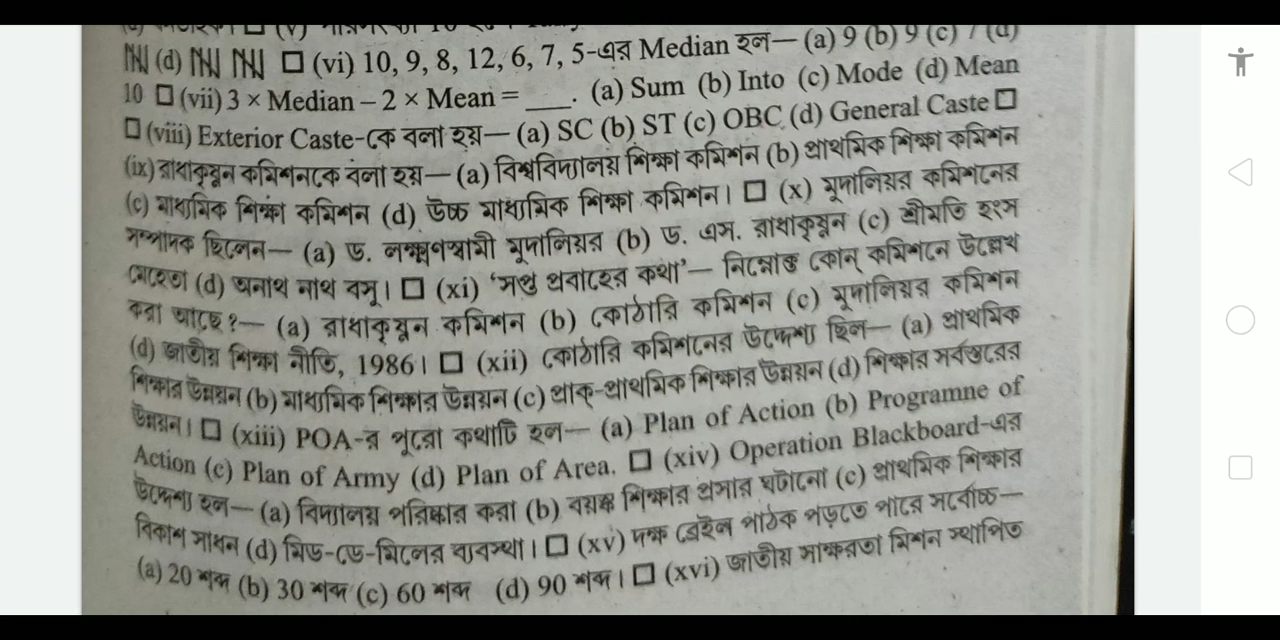 (d) □ (vi) 10, 9, 8, 12, 6, 7, 5-এর Median হল— (a) 9 (b) 9 (c) 7 (d)
10 □ (vii) 3 × Median – 2 × Mean = ____. (a) Sum (b) Into (c) Mode (d) Mean
□ (viii) Exterior Caste-কে বলা হয়— (a) SC (b) ST (c) OBC (d) General Caste □
(ix) রাধাকৃষ্ণন কমিশনকে বলা হয়— (a) বিশ্ববিদ্যালয় শিক্ষা কমিশন (b) প্রাথমিক শিক্ষা কমিশন
(c) মাধ্যমিক শিক্ষা কমিশন (d) উচ্চ মাধ্যমিক শিক্ষা কমিশন। □ (x) মুদালিয়র কমিশনের
সম্পাদক ছিলেন— (a) ড. লক্ষ্মণস্বামী মুদালিয়র (b) ড. এস. রাধাকৃষ্ণন (c) শ্রীমতি হংস
মেহেতা (d) অনাথ নাথ বসু। □ (xi) ‘সপ্ত প্রবাহের কথা’— নিম্নোক্ত কোন্ কমিশনে উল্লেখ
করা আছে?— (a) রাধাকৃষ্ণন কমিশন (b) কোঠারি কমিশন (c) মুদালিয়র কমিশন
(d) জাতীয় শিক্ষা নীতি, 1986। □ (xii) কোঠারি কমিশনের উদ্দেশ্য ছিল— (a) প্রাথমিক
শিক্ষার উন্নয়ন (b) মাধ্যমিক শিক্ষার উন্নয়ন (c) প্রাক্-প্রাথমিক শিক্ষার উন্নয়ন (d) শিক্ষার সর্বস্তরের
উন্নয়ন। □ (xiii) POA-র পুরো কথাটি হল— (a) Plan of Action (b) Programne of
Action (c) Plan of Army (d) Plan of Area. □ (xiv) Operation Blackboard-এর
উদ্দেশ্য হল— (a) বিদ্যালয় পরিষ্কার করা (b) বয়স্ক শিক্ষার প্রসার ঘটানো (c) প্রাথমিক শিক্ষার
বিকাশ সাধন (d) মিড-ডে-মিলের ব্যবস্থা। □ (xv) দক্ষ ব্রেইল পাঠক পড়তে পারে সর্বোচ্চ—
(a) 20 শব্দ (b) 30 শব্দ (c) 60 শব্দ (d) 90 শব্দ। □ (xvi) জাতীয় সাক্ষরতা মিশন স্থাপিত